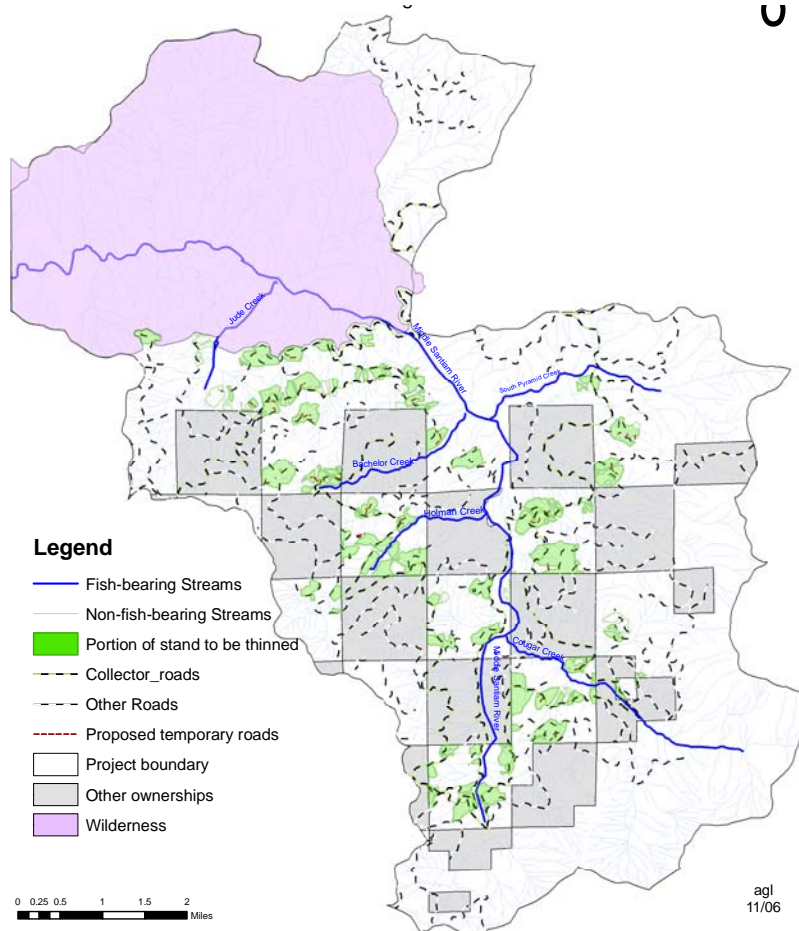 Jude Creek
Middle Santiam River
South Pyramid Creek
Bachelor Creek
Holman Creek
Cougar Creek
Middle Santiam River
Legend
Fish-bearing Streams
Non-fish-bearing Streams
Portion of stand to be thinned
Collector_roads
Other Roads
Proposed temporary roads
Project boundary
Other ownerships
Wilderness
0 0.25 0.5 1 1.5 2
Miles
agl
11/06